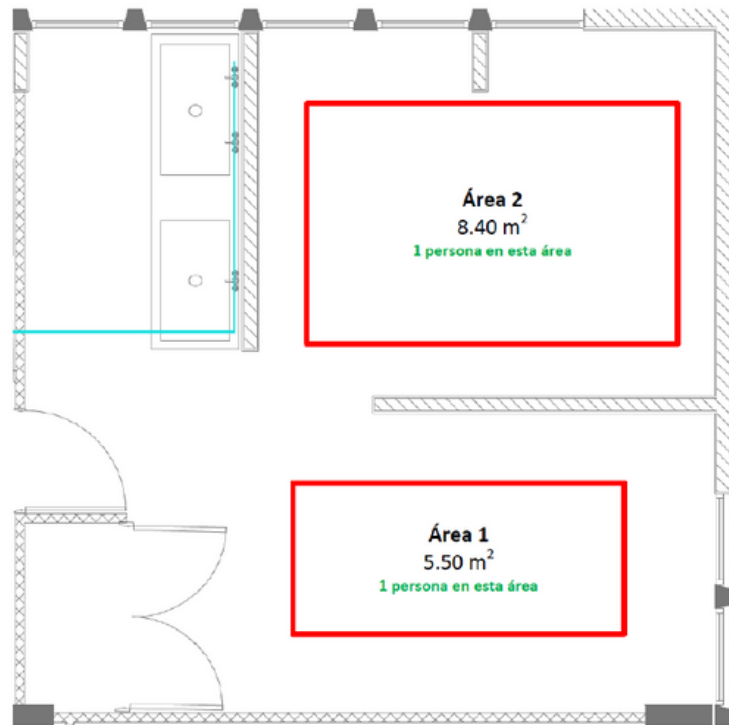 Área 2
8.40 m²
1 persona en esta área
Área 1
5.50 m²
1 persona en esta área